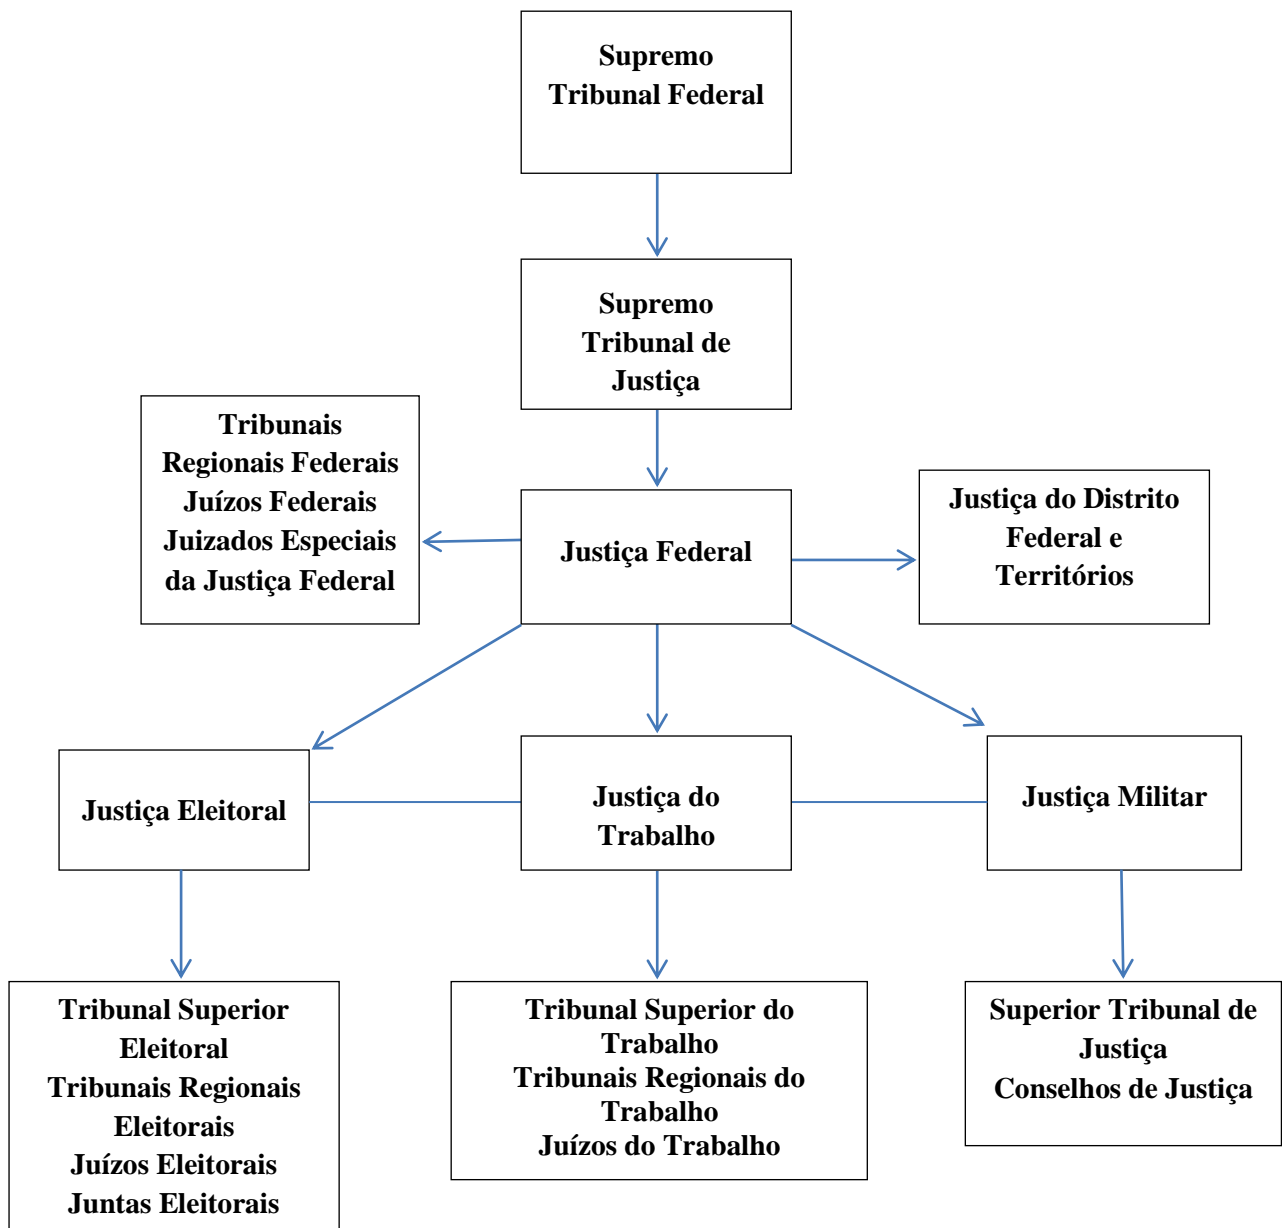 Supremo
Tribunal Federal
Supremo
Tribunal de
Justiça
Tribunais
Regionais Federais
Juízos Federais
Juizados Especiais
da Justiça Federal
Justiça Federal
Justiça do Distrito
Federal e
Territórios
Justiça Eleitoral
Justiça do
Trabalho
Justiça Militar
Tribunal Superior
Eleitoral
Tribunais Regionais
Eleitorais
Juízos Eleitorais
Juntas Eleitorais
Tribunal Superior do
Trabalho
Tribunais Regionais do
Trabalho
Juízos do Trabalho
Superior Tribunal de
Justiça
Conselhos de Justiça